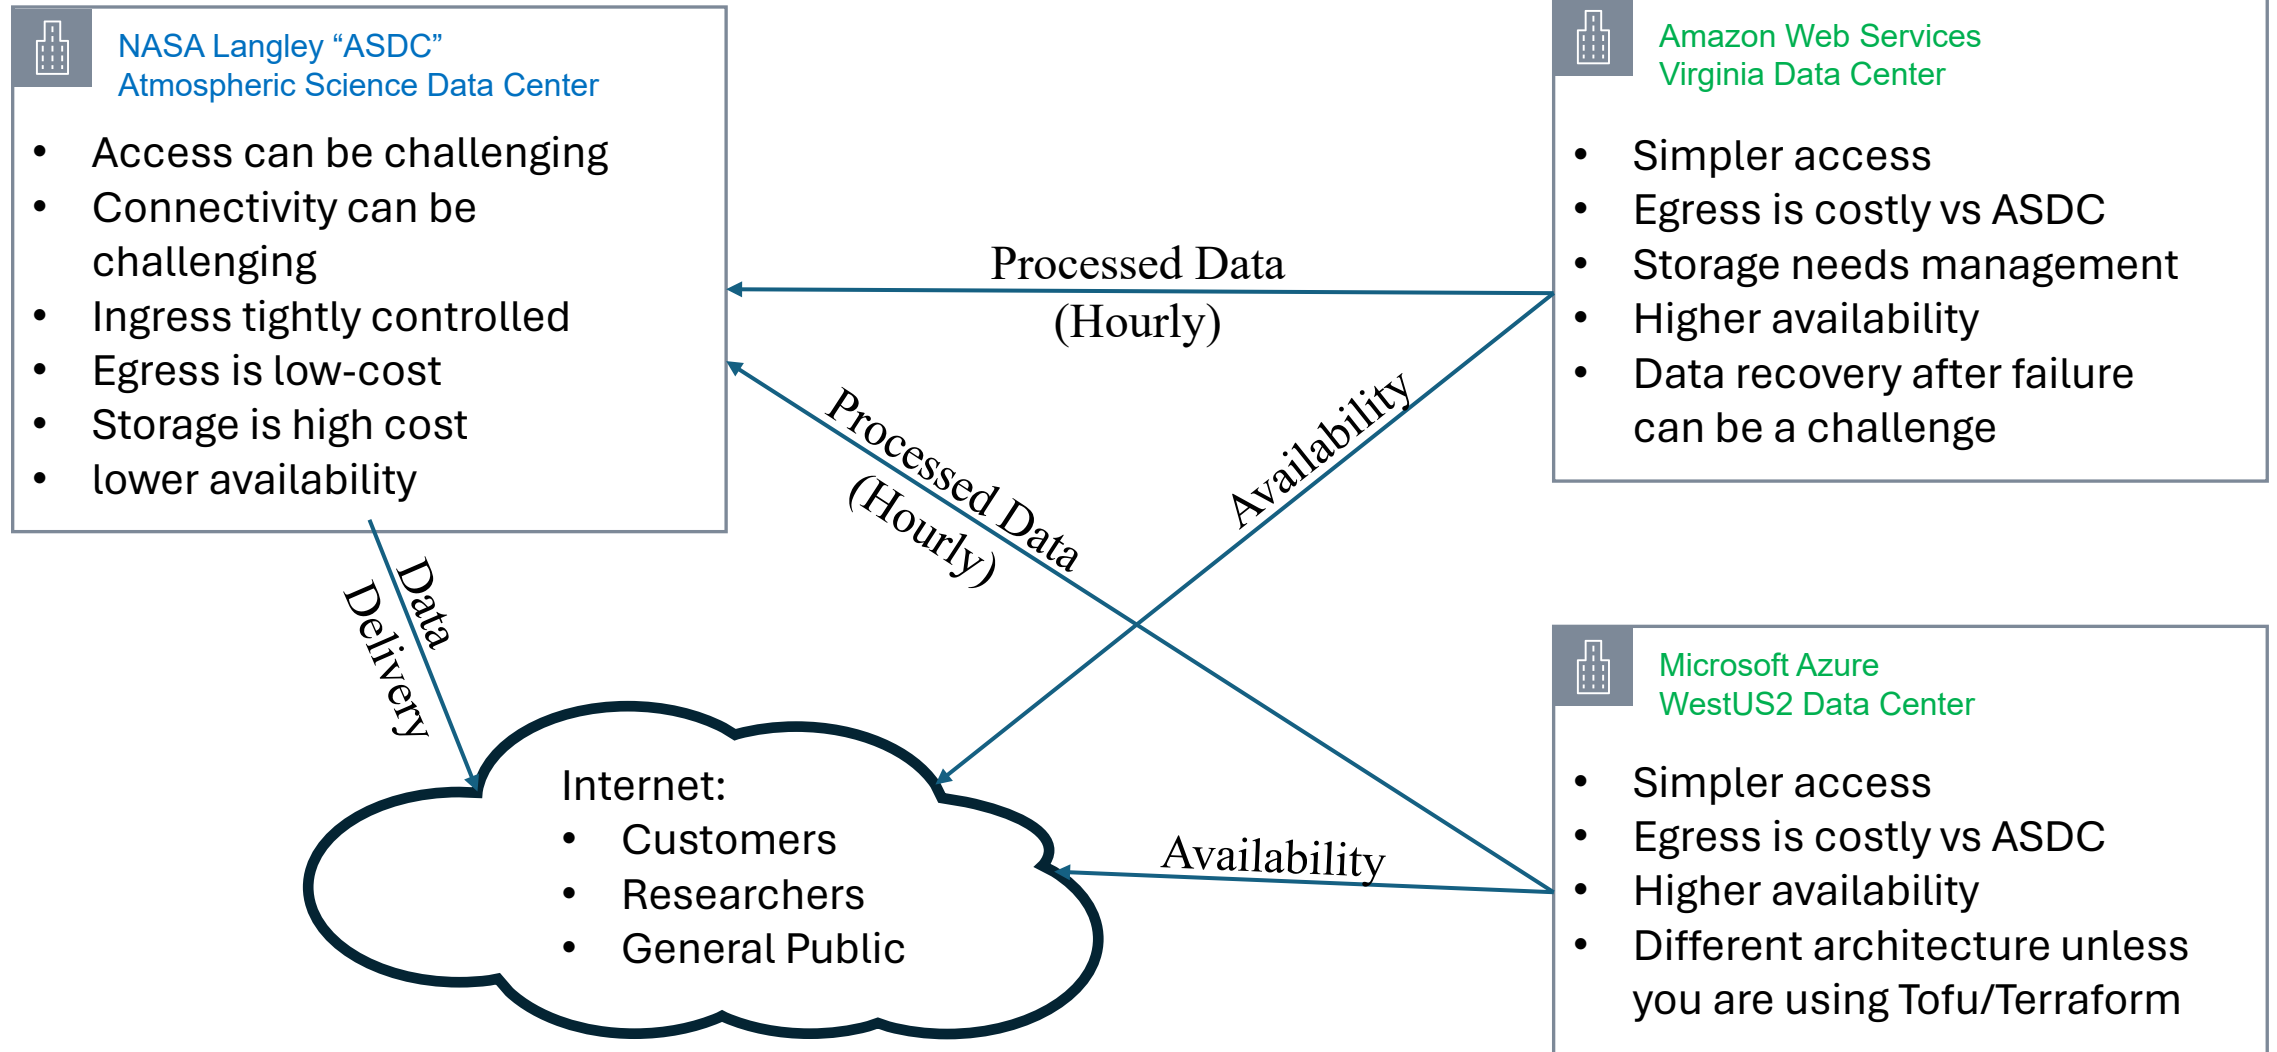 NASA Langley “ASDC”
Atmospheric Science Data Center
• Access can be challenging
• Connectivity can be
challenging
• Ingress tightly controlled
• Egress is low-cost
• Storage is high cost
• lower availability
Amazon Web Services
Virginia Data Center
• Simpler access
• Egress is costly vs ASDC
• Storage needs management
• Higher availability
• Data recovery after failure
can be a challenge
Processed Data
(Hourly)
Processed Data
(Hourly)
Availability
Data
Delivery
Availability
Internet:
• Customers
• Researchers
• General Public
Microsoft Azure
WestUS2 Data Center
• Simpler access
• Egress is costly vs ASDC
• Higher availability
• Different architecture unless
you are using Tofu/Terraform